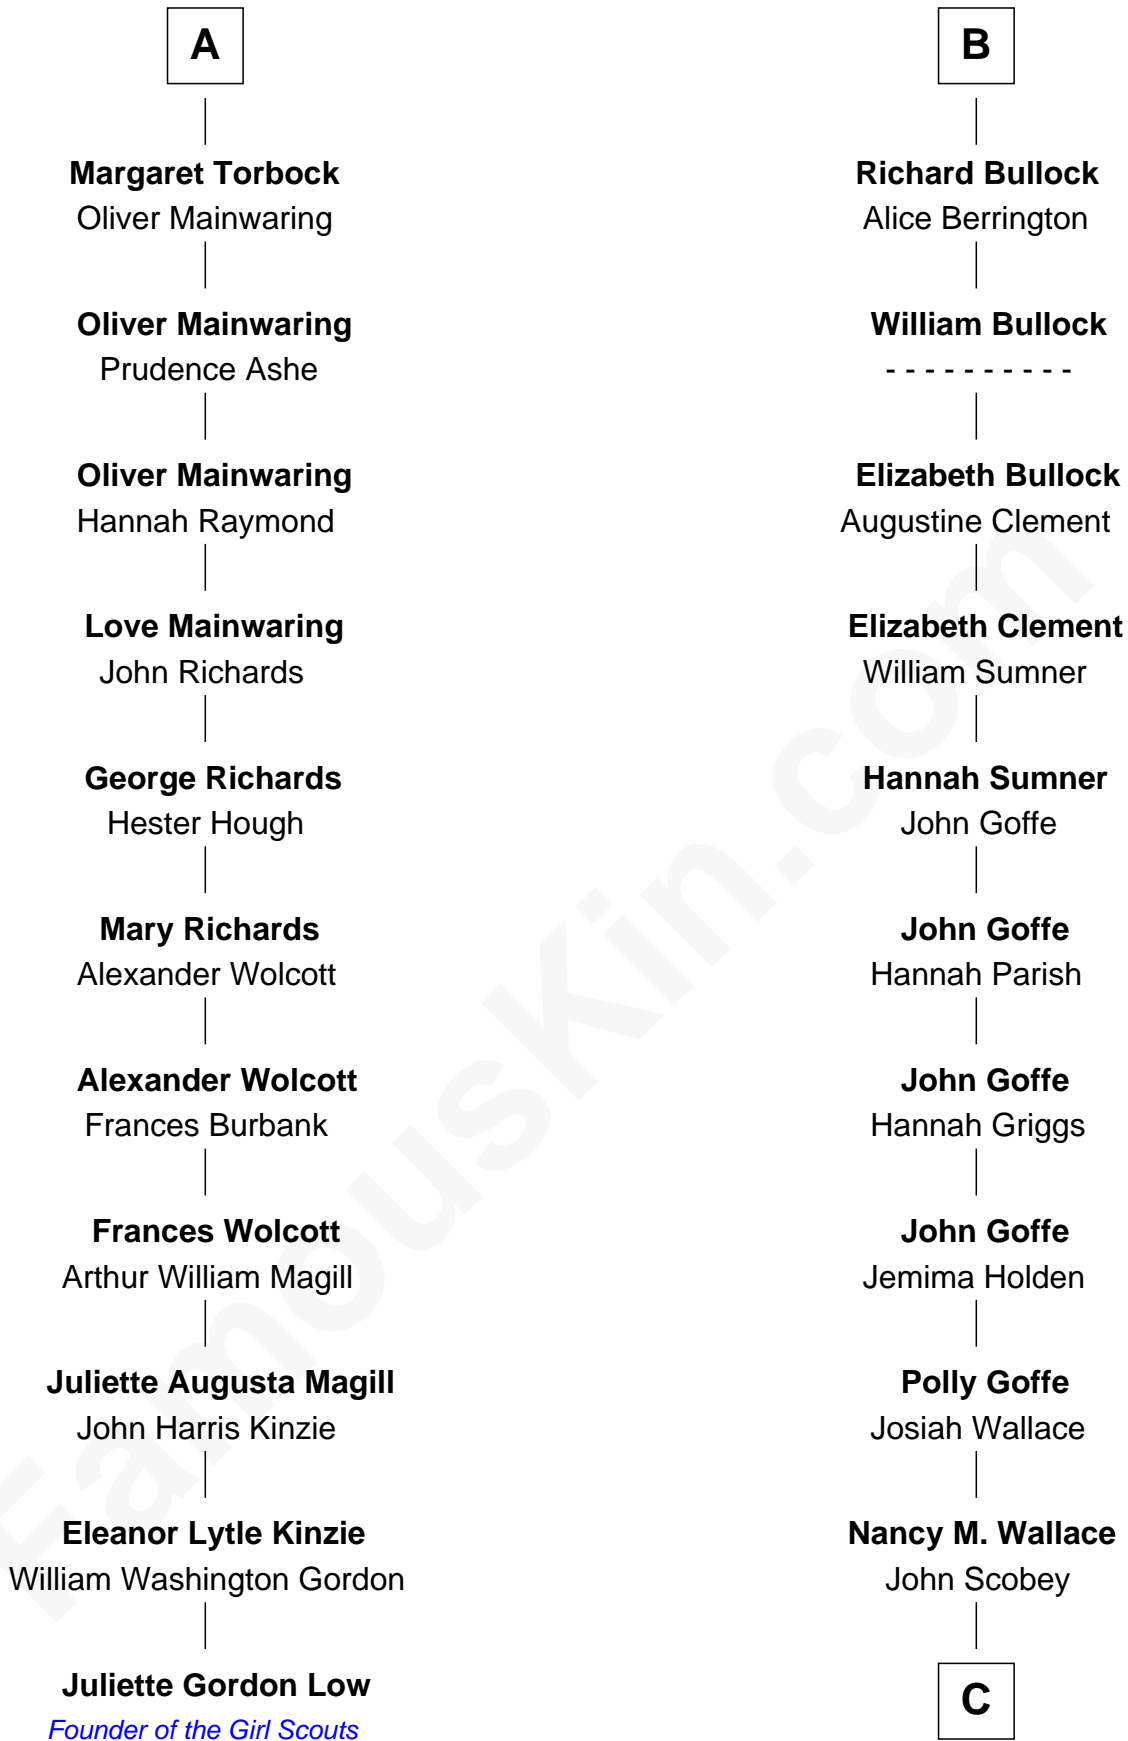 A
Margaret Torbock
Oliver Mainwaring
Oliver Mainwaring
Prudence Ashe
Oliver Mainwaring
Hannah Raymond
Love Mainwaring
John Richards
George Richards
Hester Hough
Mary Richards
Alexander Wolcott
Alexander Wolcott
Frances Burbank
Frances Wolcott
Arthur William Magill
Juliette Augusta Magill
John Harris Kinzie
Eleanor Lytle Kinzie
William Washington Gordon
Juliette Gordon Low
Founder of the Girl Scouts
B
Richard Bullock
Alice Berrington
William Bullock
- - - - - - - - - -
Elizabeth Bullock
Augustine Clement
Elizabeth Clement
William Sumner
Hannah Sumner
John Goffe
John Goffe
Hannah Parish
John Goffe
Hannah Griggs
John Goffe
Jemima Holden
Polly Goffe
Josiah Wallace
Nancy M. Wallace
John Scobey
C
FamousKin.com